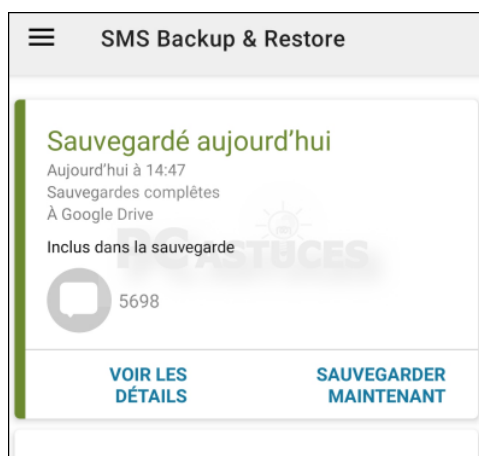 SMS Backup & Restore
Sauvegardé aujourd'hui
Aujourd'hui à 14:47
Sauvegardes complètes
À Google Drive
Inclus dans la sauvegarde
PC ASTUCES
5698
VOIR LES
DÉTAILS
SAUVEGARDER
MAINTENANT